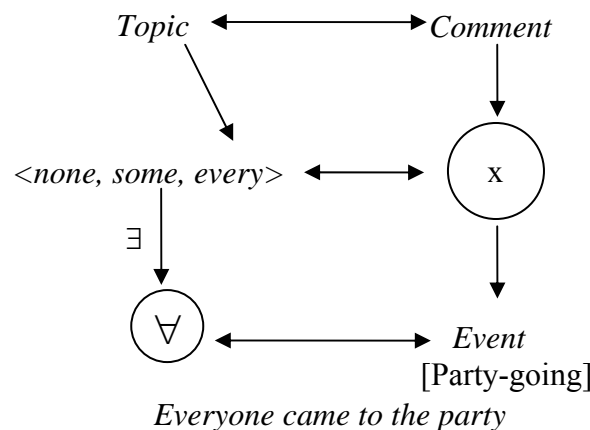 Topic Comment
<none, some, every> x
∃
∀ Event
[Party-going]
Everyone came to the party